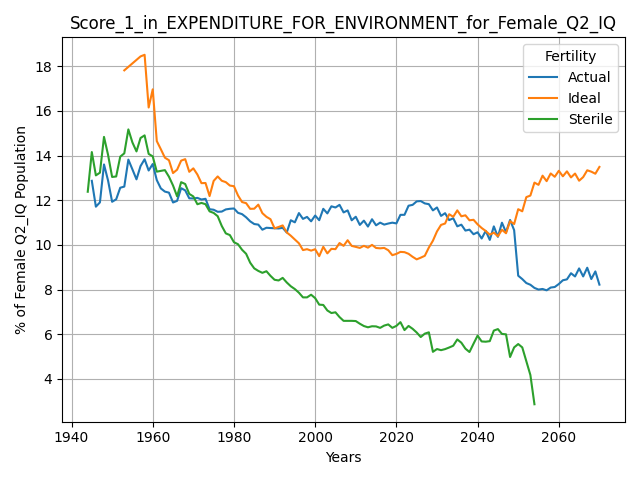 Score_1_in_EXPENDITURE_FOR_ENVIRONMENT_for_Female_Q2_IQ
Fertility
Actual
Ideal
Sterile
% of Female Q2_IQ Population
18
16
14
12
10
8
6
4
1940
1960
1980
2000
2020
2040
2060
Years